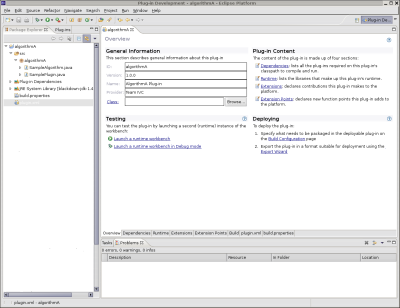 Plug-in Development - algorithmA - Eclipse Platform
File Edit Source Refactor Navigate Search Project Run Window Help
Plug-in De...
Package Explorer Plug-ins
algorithmA
src
algorithmA
SampleAlgorithm.java
SamplePlugin.java
Plugin Dependencies
JRE System Library [blackdown-jdk-1.4
build.properties
algorithmA
Overview
General Information
This section describes general information about this plug-in.
ID: algorithmA
Version: 1.0.0
Name: AlgorithmA Plug-in
Provider: Team IVC
Class: Browse...
Plug-in Content
The content of the plug-in is made up of four sections:
Dependencies: lists all the plug-ins required on this plug-in's
classpath to compile and run.
Runtime: lists the libraries that make up this plug-in's runtime.
Extensions: declares contributions this plug-in makes to the
platform.
Extension Points: declares new function points this plug-in adds to
the platform.
Testing
You can test this plug-in by launching a second (runtime) instance of the
workbench:
Launch a runtime workbench
Launch a runtime workbench in Debug mode
Deploying
To deploy the plug-in:
1. Specify what needs to be packaged in the deployable plug-in on
the Build Configuration page
2. Export the plug-in in a format suitable for deployment using the
Export Wizard
Overview Dependencies Runtime Extensions Extension Points Build plugin.xml build.properties
Tasks Problems
0 errors, 0 warnings, 0 infos
Description Resource In Folder Location
plugin.xml - algorithmA